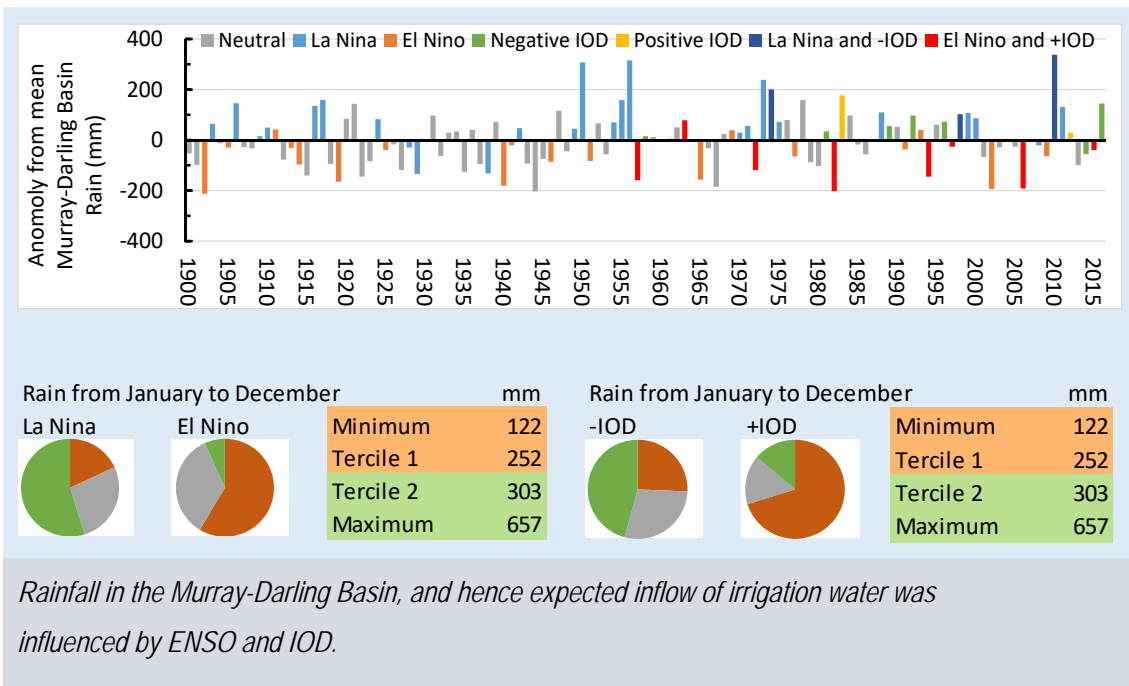 Neutral La Nina El Nino Negative IOD Positive IOD La Nina and -IOD El Nino and +IOD
Anomoly from mean
Murray-Darling Basin
Rain (mm)
400
200
0
-200
-400
1900 1905 1910 1915 1920 1925 1930 1935 1940 1945 1950 1955 1960 1965 1970 1975 1980 1985 1990 1995 2000 2005 2010 2015
Rain from January to December mm
La Nina El Nino
Minimum 122
Tercile 1 252
Tercile 2 303
Maximum 657
Rain from January to December mm
-IOD +IOD
Minimum 122
Tercile 1 252
Tercile 2 303
Maximum 657
Rainfall in the Murray-Darling Basin, and hence expected inflow of irrigation water was
influenced by ENSO and IOD.